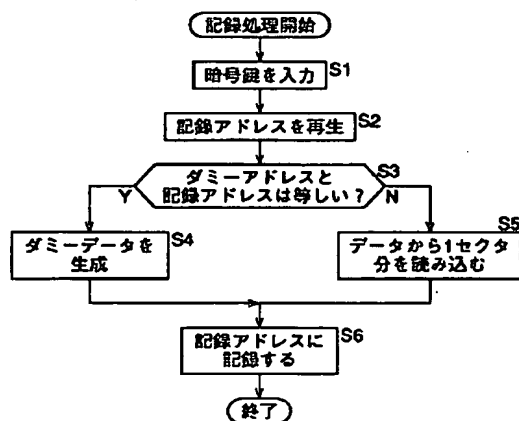 記録処理開始
暗号鍵を入力
S1
記録アドレスを再生
S2
ダミーアドレスと
記録アドレスは等しい？
S3
Y
N
ダミーデータを
生成
S4
データから1セクタ
分を読み込む
S5
記録アドレスに
記録する
S6
終了